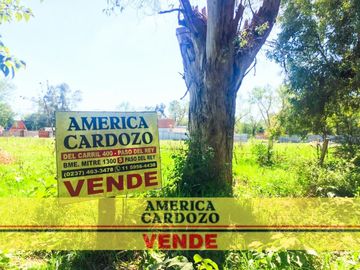 AMERICA
CARDOZO
DEL CARRIL 400 - PASO DEL REY
BME. MITRE 1300 PASO DEL REY
VENDE
AMERICA
CARDOZO
VENDE